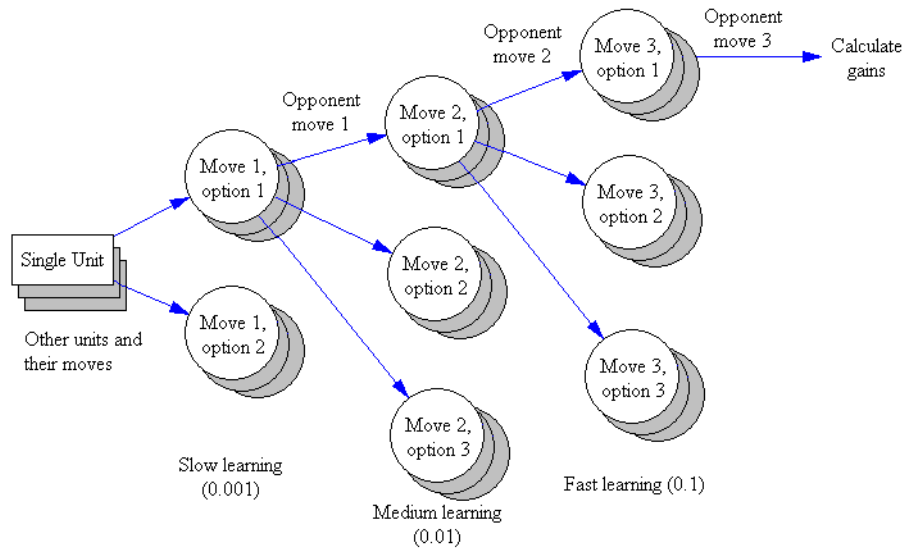 Opponent
move 3
Calculate
gains
Opponent
move 2
Move 3,
option 1
Opponent
move 1
Move 2,
option 1
Move 1,
option 1
Move 3,
option 2
Single Unit
Move 2,
option 2
Other units and
their moves
Move 1,
option 2
Move 3,
option 3
Move 2,
option 3
Slow learning
(0.001)
Medium learning
(0.01)
Fast learning (0.1)